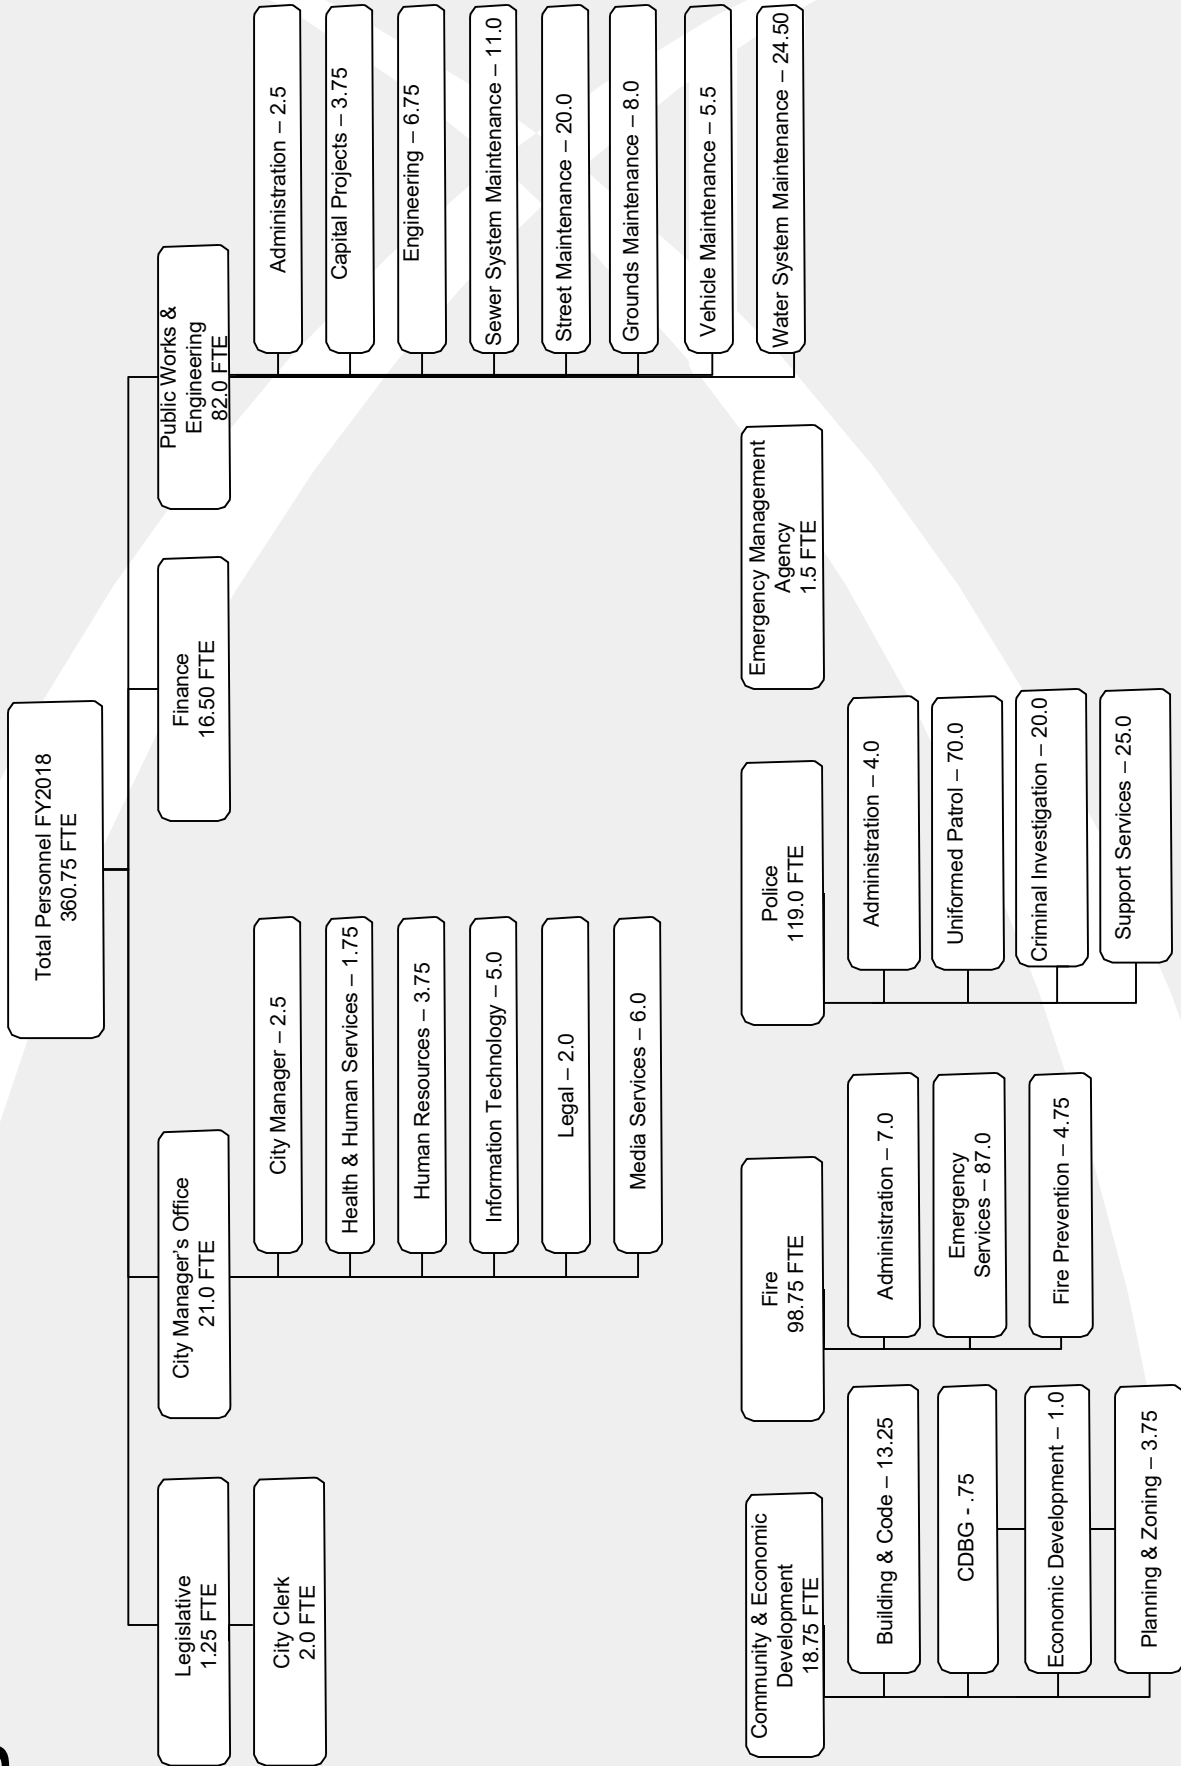 Total Personnel FY2018
360.75 FTE
Legislative
1.25 FTE
City Clerk
2.0 FTE
City Manager’s Office
21.0 FTE
City Manager – 2.5
Health & Human Services – 1.75
Human Resources – 3.75
Information Technology – 5.0
Legal – 2.0
Media Services – 6.0
Finance
16.50 FTE
Public Works &
Engineering
82.0 FTE
Administration – 2.5
Capital Projects – 3.75
Engineering – 6.75
Sewer System Maintenance – 11.0
Street Maintenance – 20.0
Grounds Maintenance – 8.0
Vehicle Maintenance – 5.5
Water System Maintenance – 24.50
Community & Economic
Development
18.75 FTE
Building & Code – 13.25
CDBG - .75
Economic Development – 1.0
Planning & Zoning – 3.75
Fire
98.75 FTE
Administration – 7.0
Emergency
Services – 87.0
Fire Prevention – 4.75
Police
119.0 FTE
Administration – 4.0
Uniformed Patrol – 70.0
Criminal Investigation – 20.0
Support Services – 25.0
Emergency Management
Agency
1.5 FTE